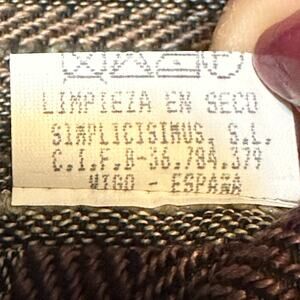 LIMPIEZA EN SECO
SIMPLICISIMUS, S.L.
C.I.F.B-36.784.379
VIGO - ESPAÑA